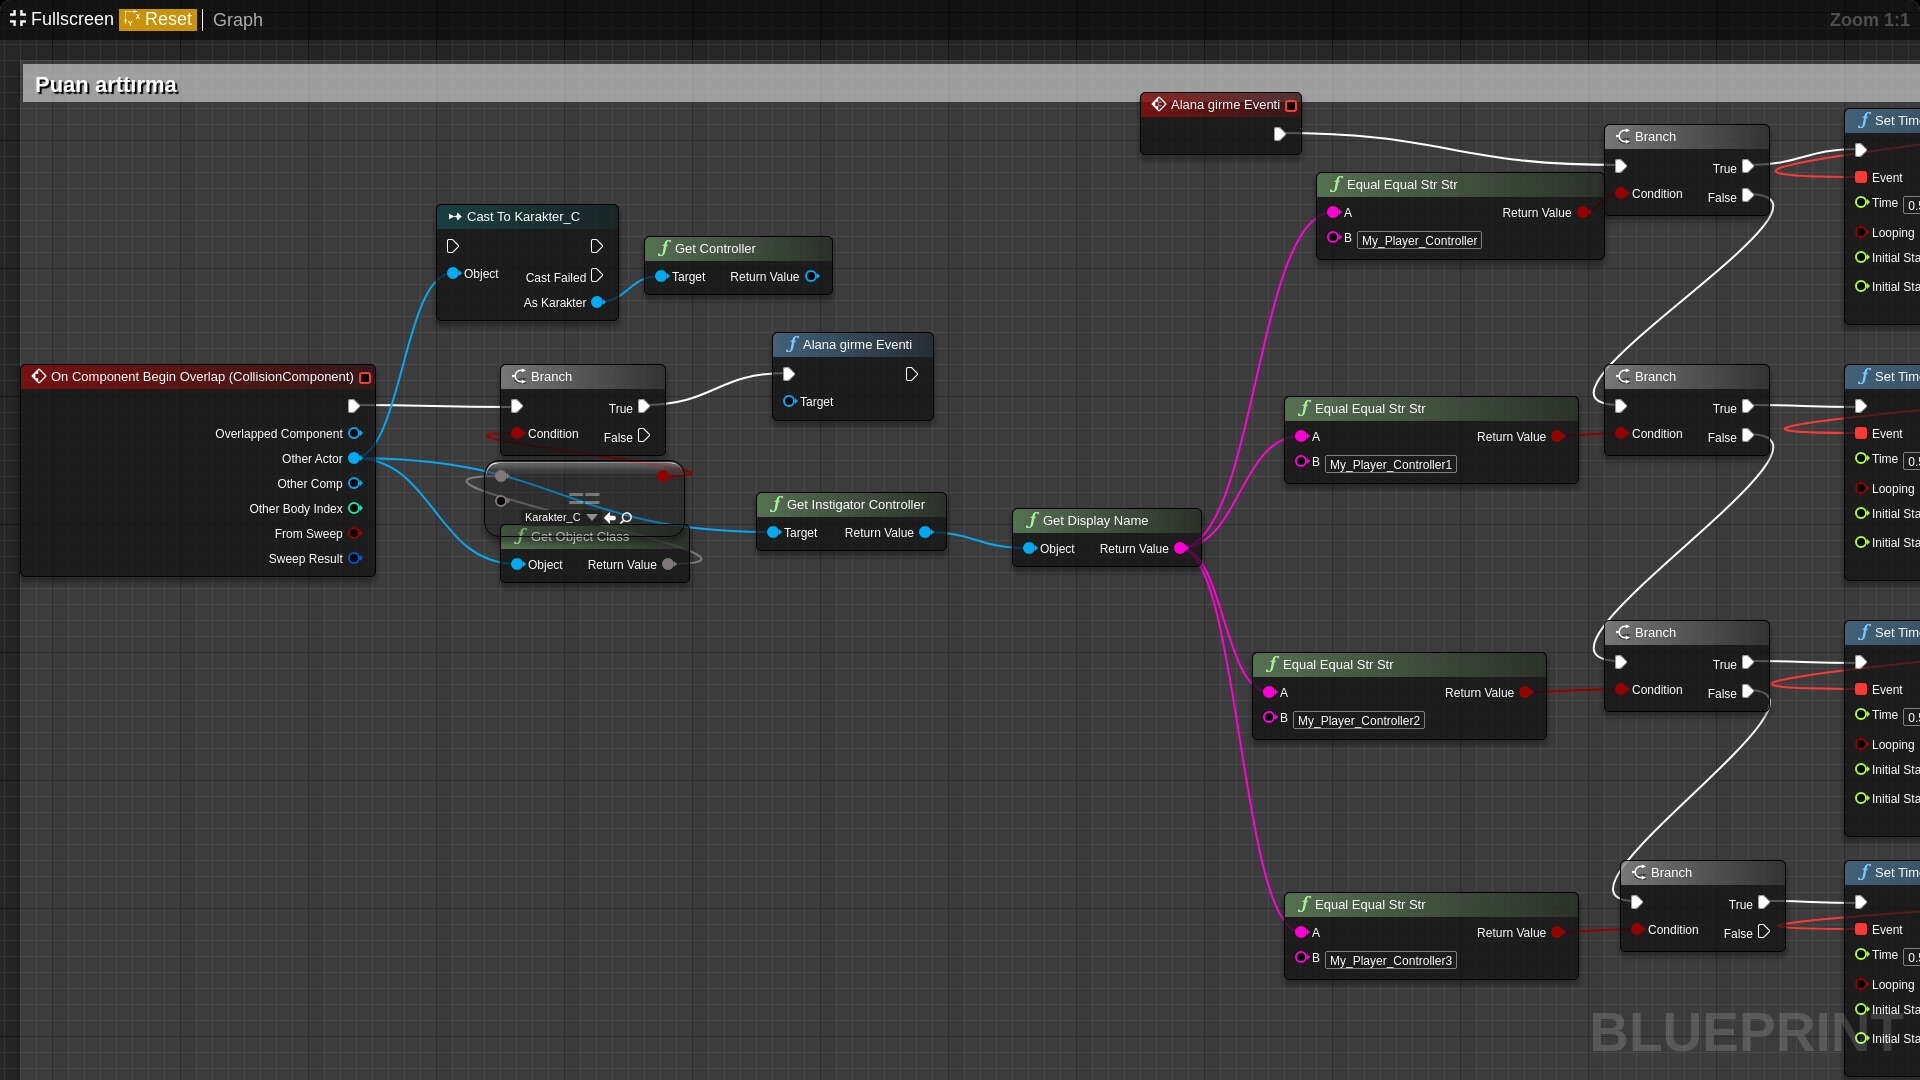 Fullscreen Reset Graph
Zoom 1:1
Puan arttırma
Alana girme Eventi
Branch
True
Condition
False
Set Tim
Event
Time 0.5
Looping
Initial Sta
Initial Sta
Equal Equal Str Str
A
Return Value
B My_Player_Controller
Cast To Karakter_C
Object
Cast Failed
As Karakter
Get Controller
Target
Return Value
Alana girme Eventi
Target
On Component Begin Overlap (CollisionComponent)
Overlapped Component
Other Actor
Other Comp
Other Body Index
From Sweep
Sweep Result
Branch
True
Condition
False
==
Karakter_C
Get Object Class
Object
Return Value
Get Instigator Controller
Target
Return Value
Get Display Name
Object
Return Value
Equal Equal Str Str
A
Return Value
B My_Player_Controller1
Branch
True
Condition
False
Set Tim
Event
Time 0.5
Looping
Initial Sta
Initial Sta
Equal Equal Str Str
A
Return Value
B My_Player_Controller2
Branch
True
Condition
False
Set Tim
Event
Time 0.5
Looping
Initial Sta
Initial Sta
Equal Equal Str Str
A
Return Value
B My_Player_Controller3
Branch
True
Condition
False
Set Tim
Event
Time 0.5
Looping
Initial Sta
Initial Sta
BLUEPRINT